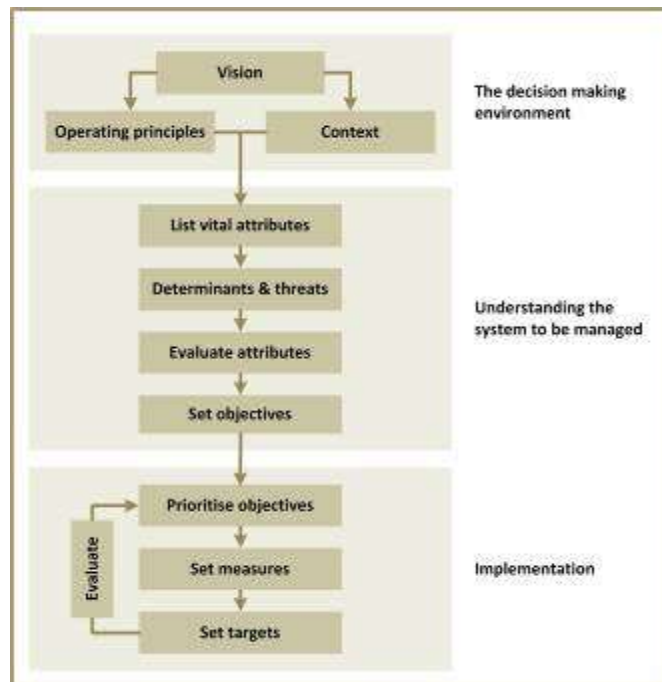 Vision
The decision making
environment
Operating principles
Context
List vital attributes
Determinants & threats
Understanding the
system to be managed
Evaluate attributes
Set objectives
Prioritise objectives
Evaluate
Set measures
Implementation
Set targets